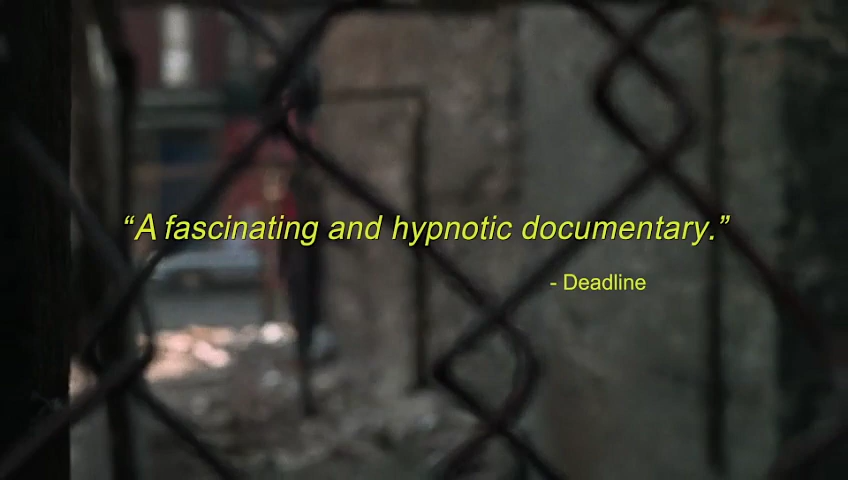 “A fascinating and hypnotic documentary.”
- Deadline